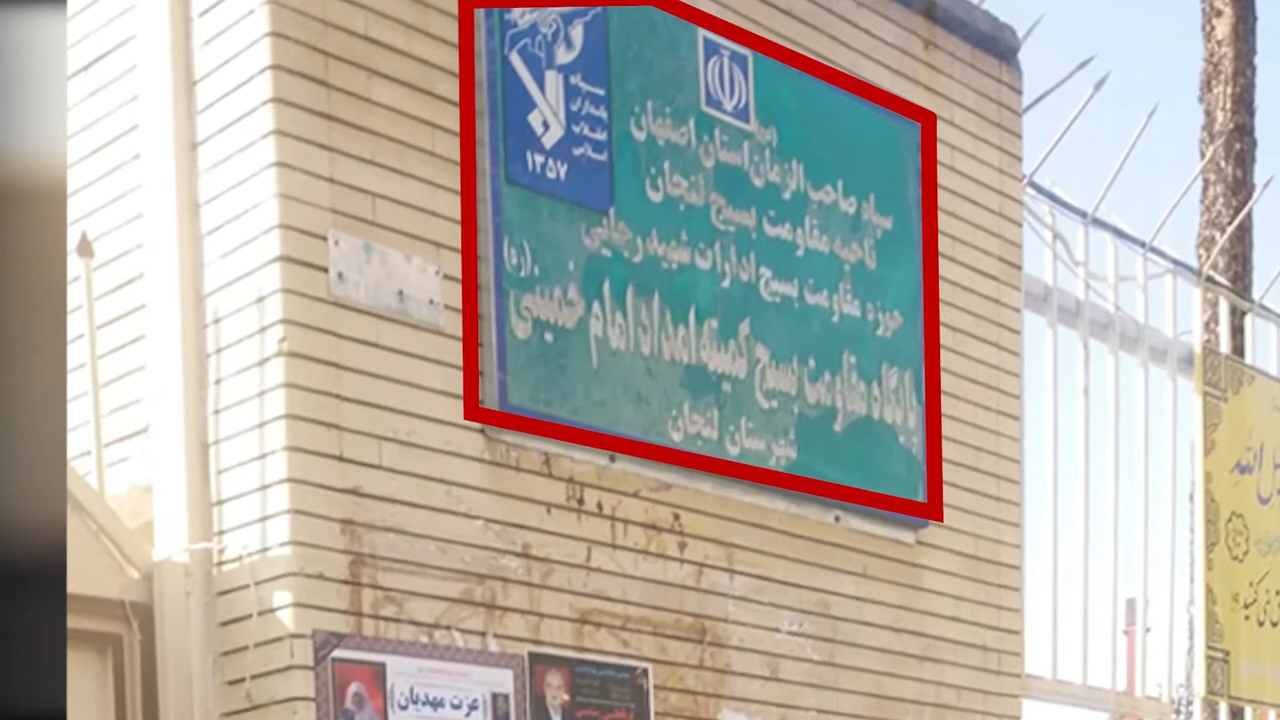 سپاه
پاسداران
انقلاب
اسلامی
۱۳۵۷
سپاه صاحب الزمان (عج) استان اصفهان
ناحیه مقاومت بسیج لنجان
حوزه مقاومت بسیج ادارات شهید رجایی
پایگاه مقاومت بسیج کمیته امداد امام خمینی (ره)
شهرستان لنجان
عزت مهدیان